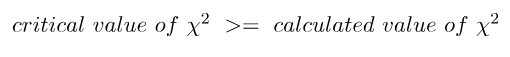 critical value of χ² >= calculated value of χ²